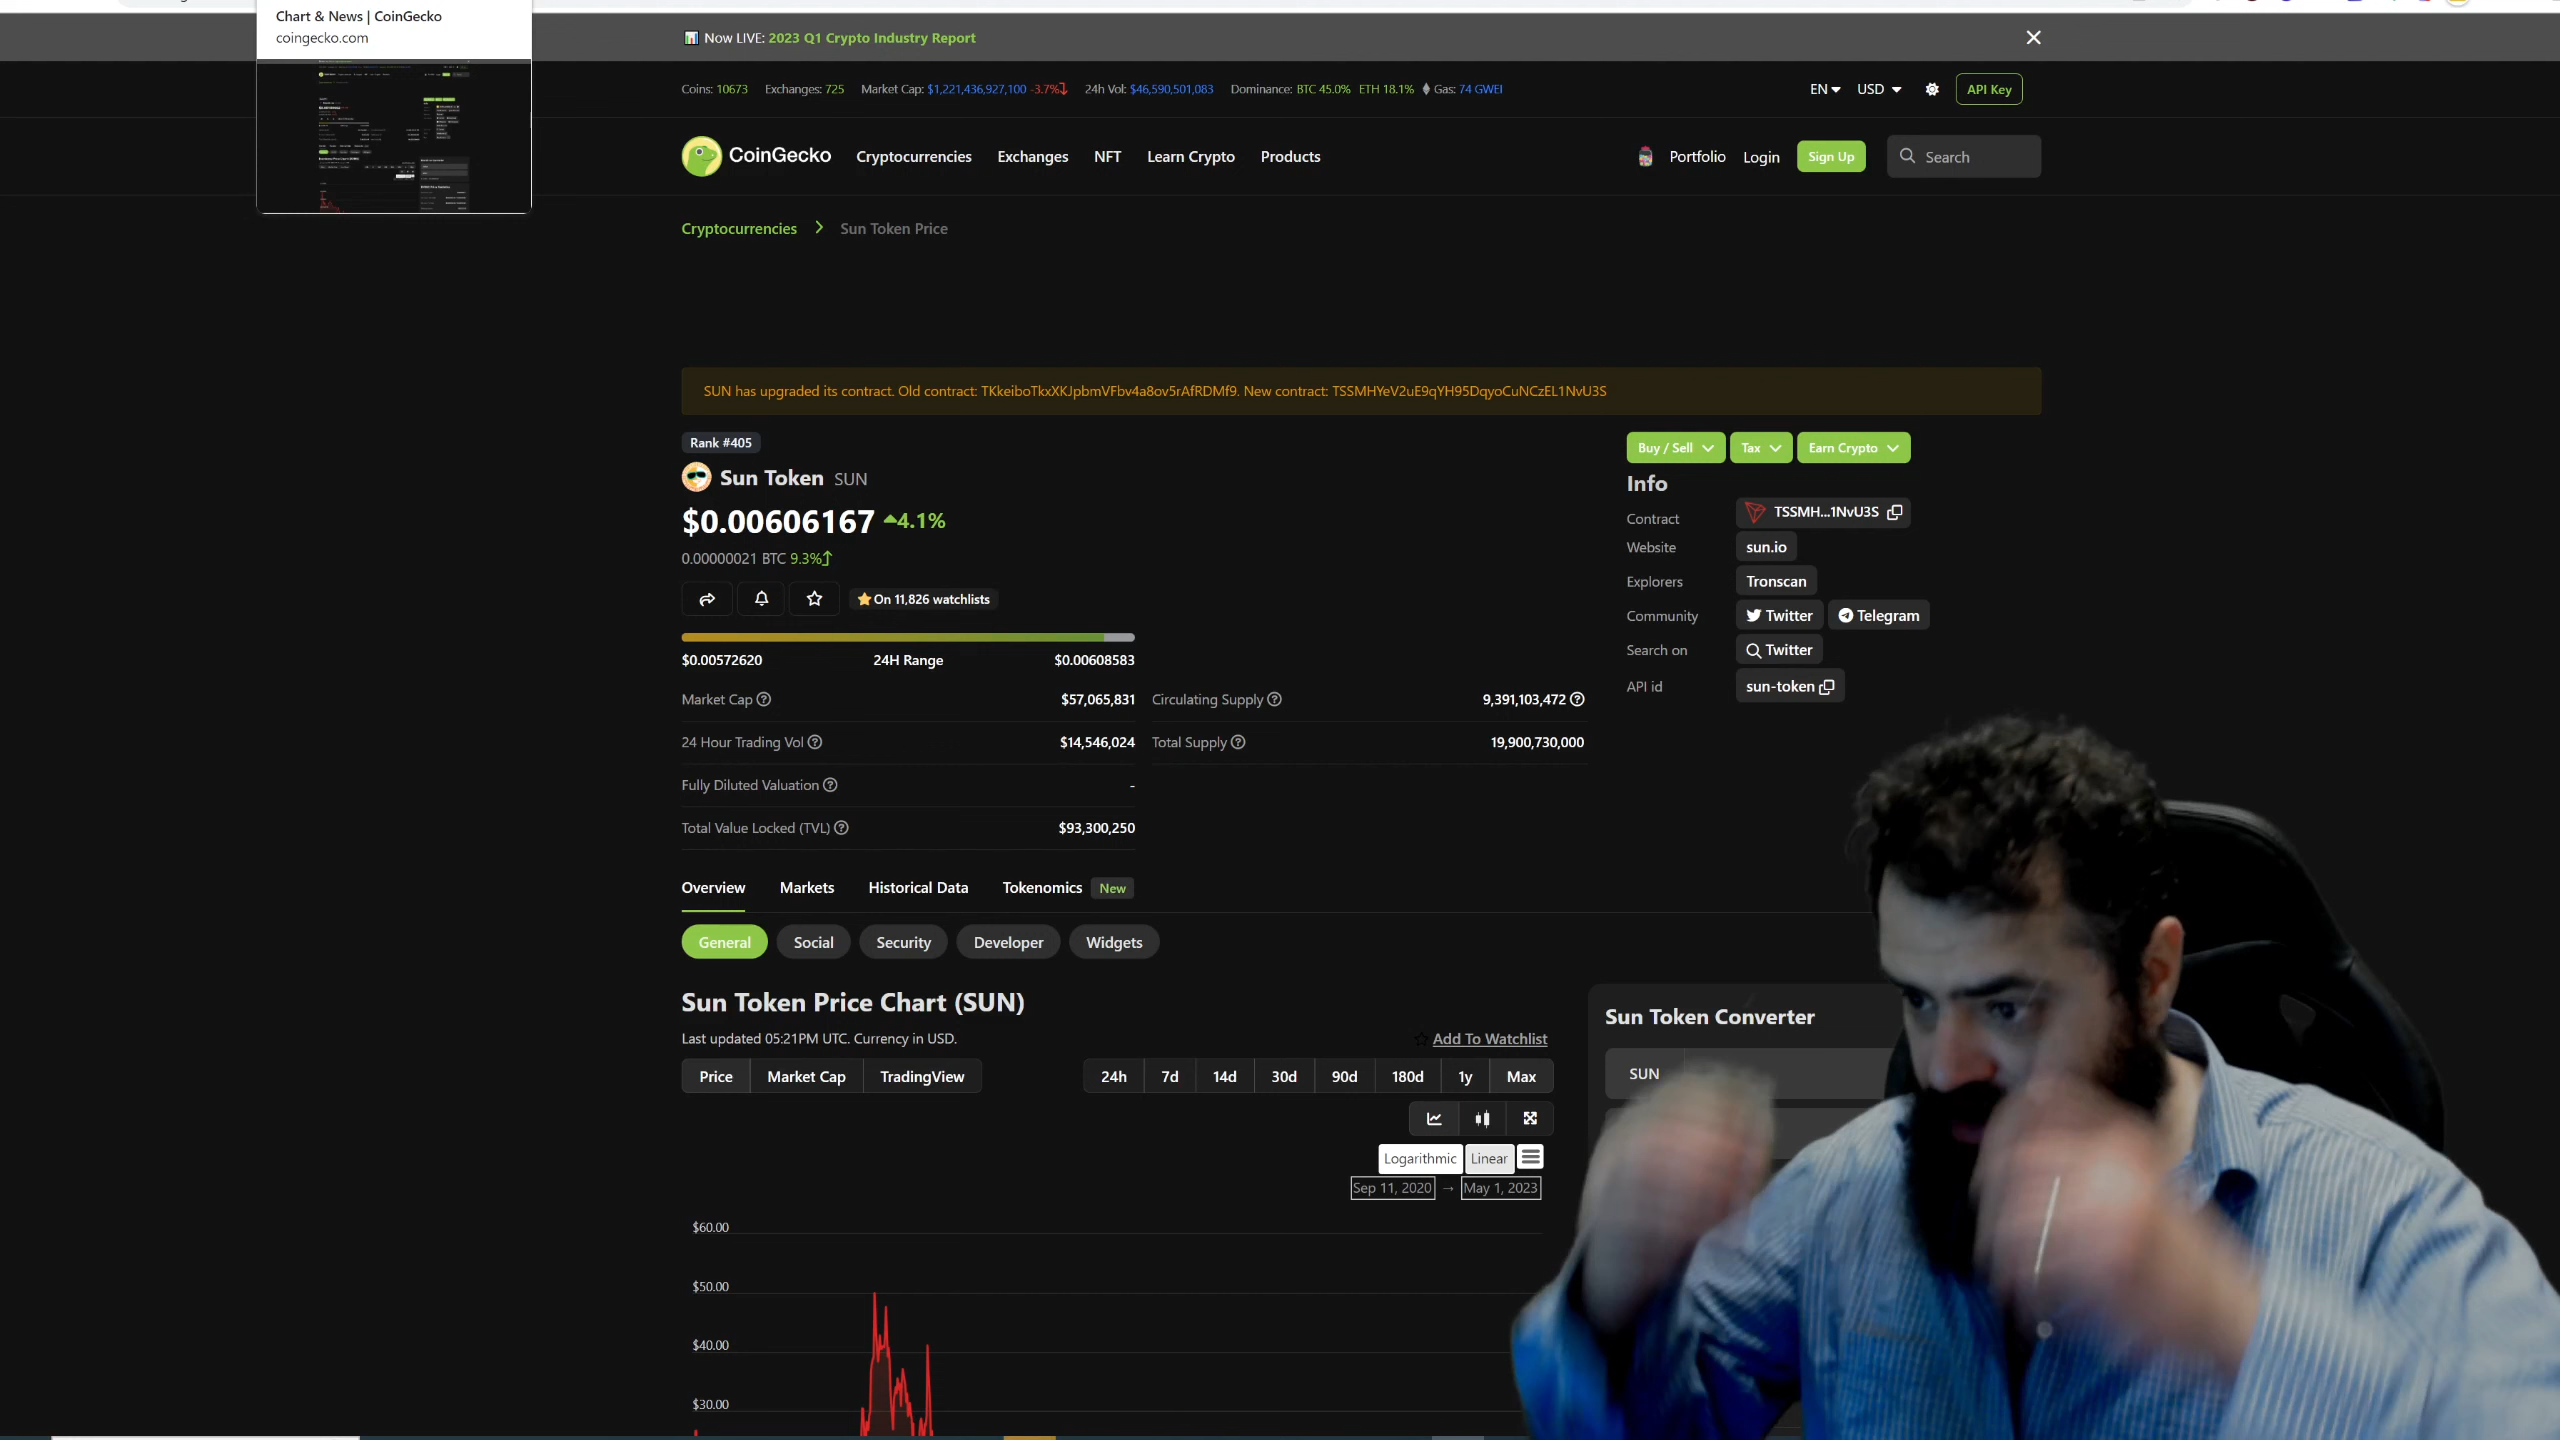 Chart & News | CoinGecko
coingecko.com
Now LIVE: 2023 Q1 Crypto Industry Report
Coins: 10673 Exchanges: 725 Market Cap: $1,221,436,927,100 -3.7% 24h Vol: $46,590,501,083 Dominance: BTC 45.0% ETH 18.1% Gas: 74 GWEI
EN USD API Key
CoinGecko Cryptocurrencies Exchanges NFT Learn Crypto Products Portfolio Login Sign Up Search
Cryptocurrencies Sun Token Price
SUN has upgraded its contract. Old contract: TKkeiboTkxXKJpbmVFbv4a8ov5rAfRDMf9. New contract: TSSMHYeV2uE9qYH95DqyoCuNCzEL1NvU3S
Rank #405
Sun Token SUN
$0.00606167 4.1%
0.00000021 BTC 9.3%
On 11,826 watchlists
$0.00572620 24H Range $0.00608583
Market Cap $57,065,831
24 Hour Trading Vol $14,546,024
Fully Diluted Valuation -
Total Value Locked (TVL) $93,300,250
Circulating Supply 9,391,103,472
Total Supply 19,900,730,000
Buy / Sell Tax Earn Crypto
Info
Contract TSSMH...1NvU3S
Website sun.io
Explorers Tronscan
Community Twitter Telegram
Search on Twitter
API id sun-token
Overview Markets Historical Data Tokenomics New
General Social Security Developer Widgets
Sun Token Price Chart (SUN)
Last updated 05:21PM UTC. Currency in USD.
Add To Watchlist
Price Market Cap TradingView
24h 7d 14d 30d 90d 180d 1y Max
Logarithmic Linear
Sep 11, 2020 → May 1, 2023
$60.00
$50.00
$40.00
$30.00
Sun Token Converter
SUN